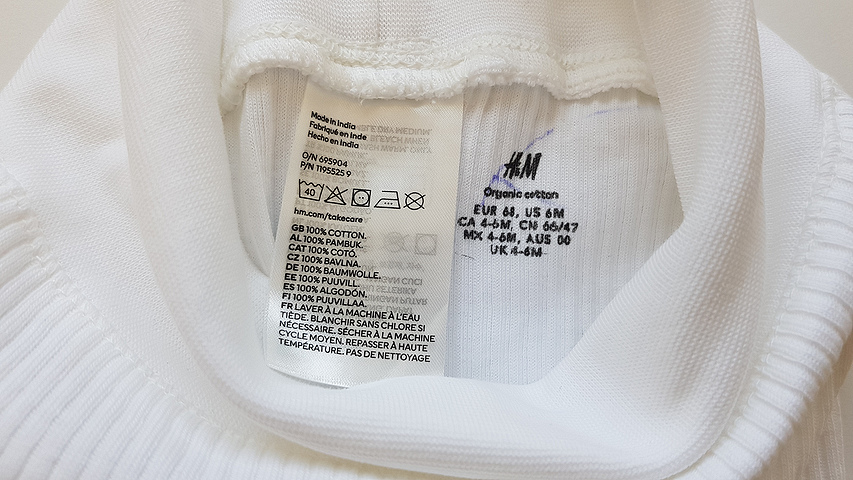 Made in India
Fabriqué en Inde
Hecho en India
O/N 695904
P/N 1195525 9
40
hm.com/takecare
GB 100% COTTON.
AL 100% PAMBUK.
CAT 100% COTÓ.
CZ 100% BAVLNA.
DE 100% BAUMWOLLE.
EE 100% PUUVILL.
ES 100% ALGODÓN.
FI 100% PUUVILLAA.
FR LAVER À LA MACHINE À L'EAU
TIÈDE. BLANCHIR SANS CHLORE SI
NÉCESSAIRE. SÉCHER À LA MACHINE
CYCLE MOYEN. REPASSER À HAUTE
TEMPÉRATURE. PAS DE NETTOYAGE
H&M
Organic cotton
EUR 68, US 6M
CA 4-6M, CN 66/47
MX 4-6M, AUS 00
UK 4-6M